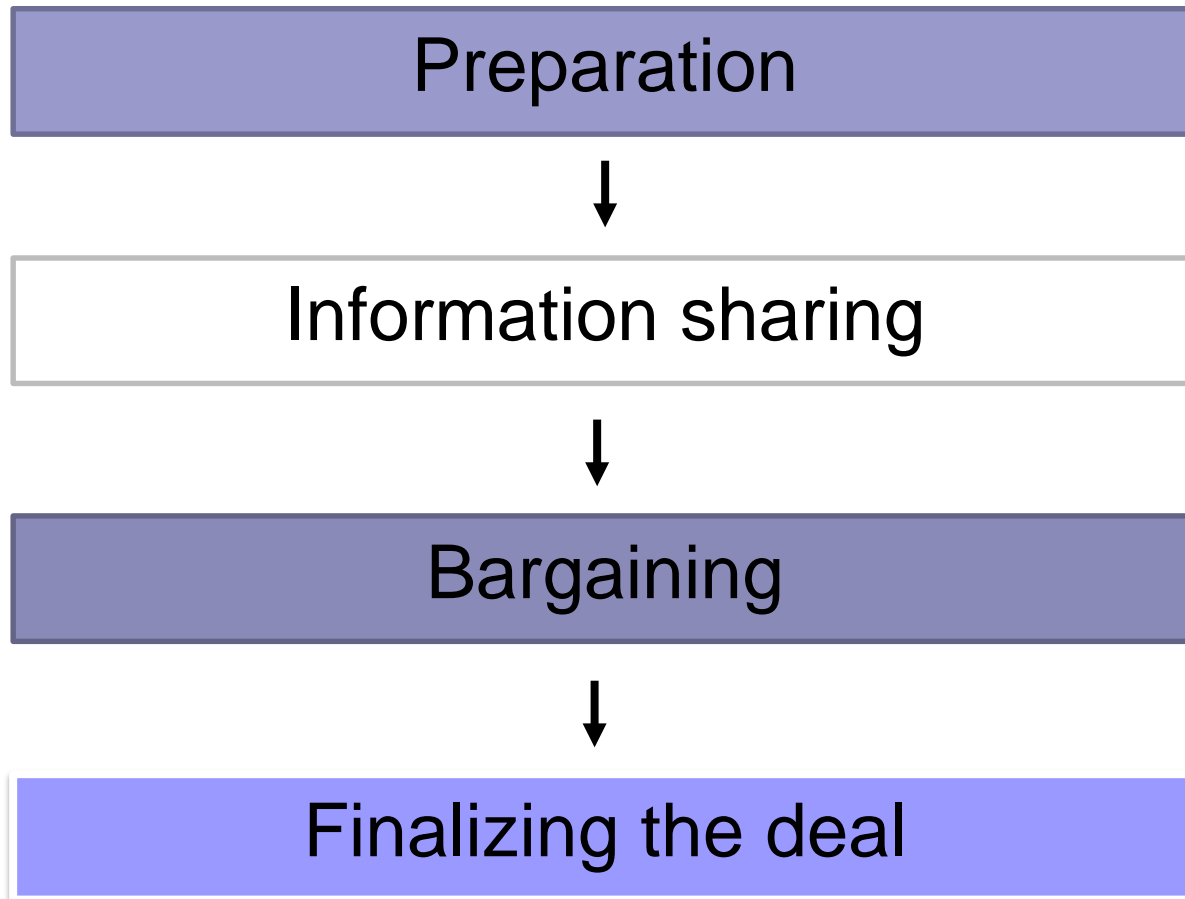 Preparation
Information sharing
Bargaining
Finalizing the deal